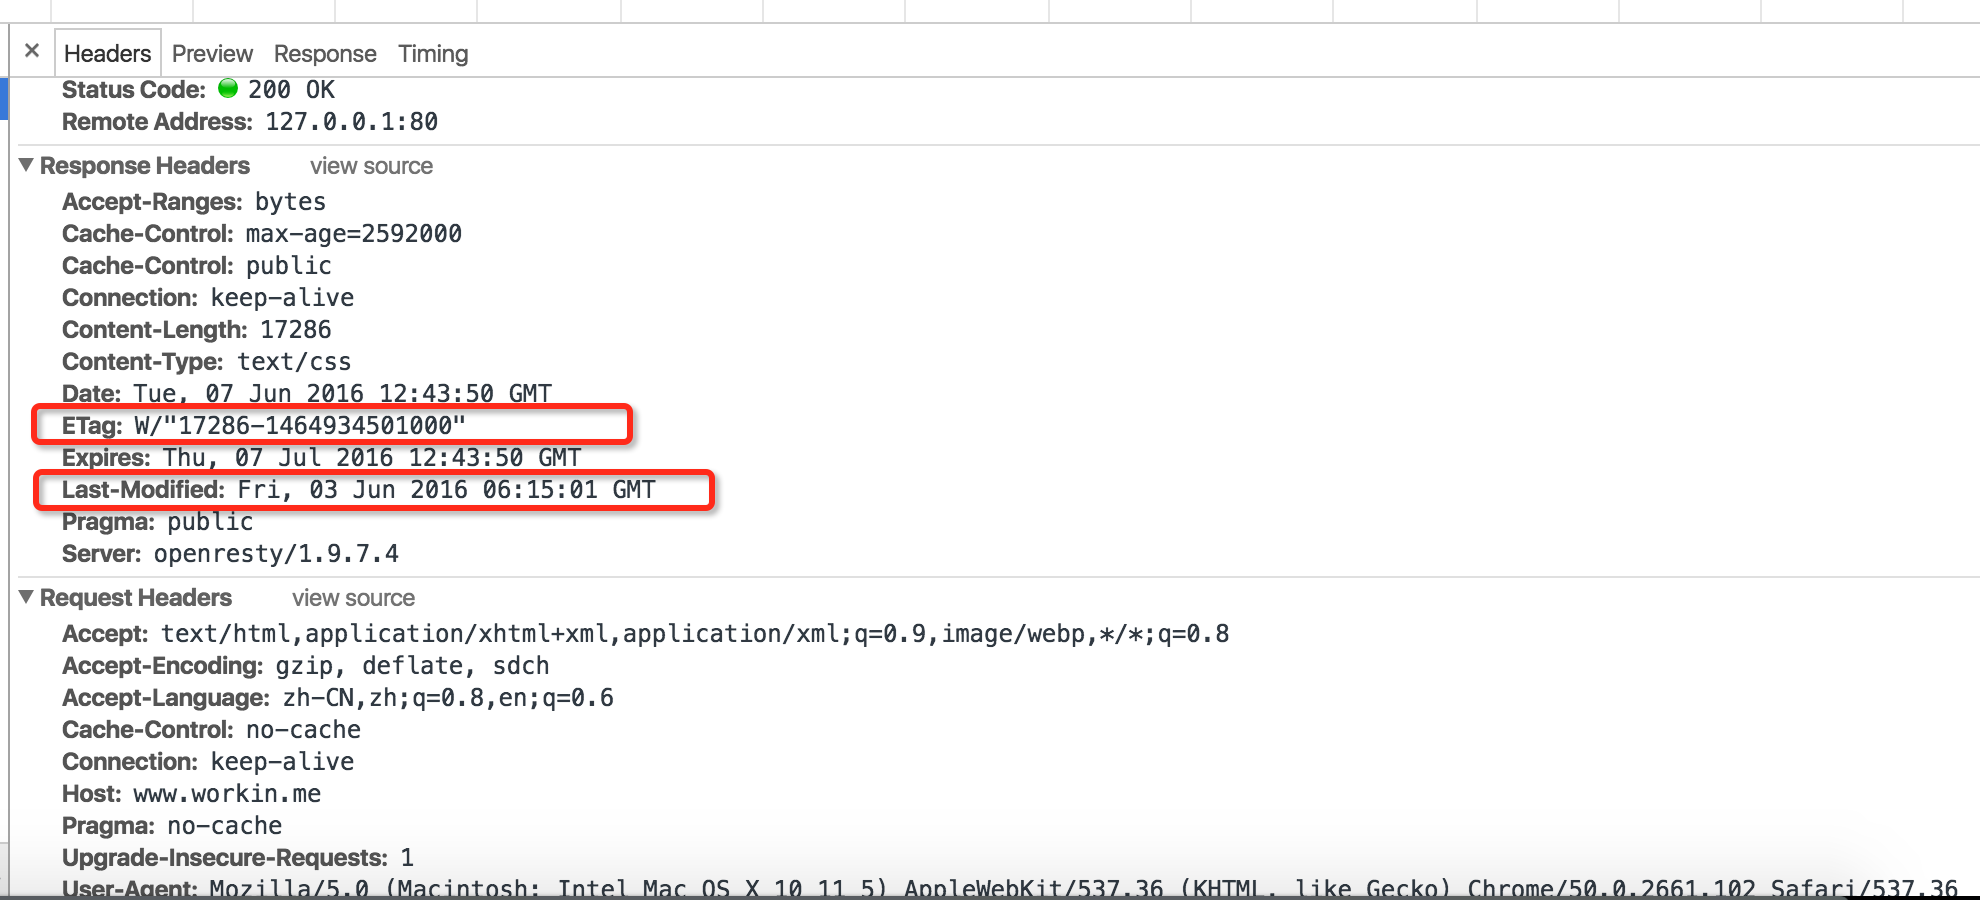 × Headers Preview Response Timing
Status Code: 200 OK
Remote Address: 127.0.0.1:80
Response Headers view source
Accept-Ranges: bytes
Cache-Control: max-age=2592000
Cache-Control: public
Connection: keep-alive
Content-Length: 17286
Content-Type: text/css
Date: Tue, 07 Jun 2016 12:43:50 GMT
ETag: W/"17286-1464934501000"
Expires: Thu, 07 Jul 2016 12:43:50 GMT
Last-Modified: Fri, 03 Jun 2016 06:15:01 GMT
Pragma: public
Server: openresty/1.9.7.4
Request Headers view source
Accept: text/html,application/xhtml+xml,application/xml;q=0.9,image/webp,*/*;q=0.8
Accept-Encoding: gzip, deflate, sdch
Accept-Language: zh-CN,zh;q=0.8,en;q=0.6
Cache-Control: no-cache
Connection: keep-alive
Host: www.workin.me
Pragma: no-cache
Upgrade-Insecure-Requests: 1
User-Agent: Mozilla/5.0 (Macintosh; Intel Mac OS X 10_11_5) AppleWebKit/537.36 (KHTML, like Gecko) Chrome/50.0.2661.102 Safari/537.36